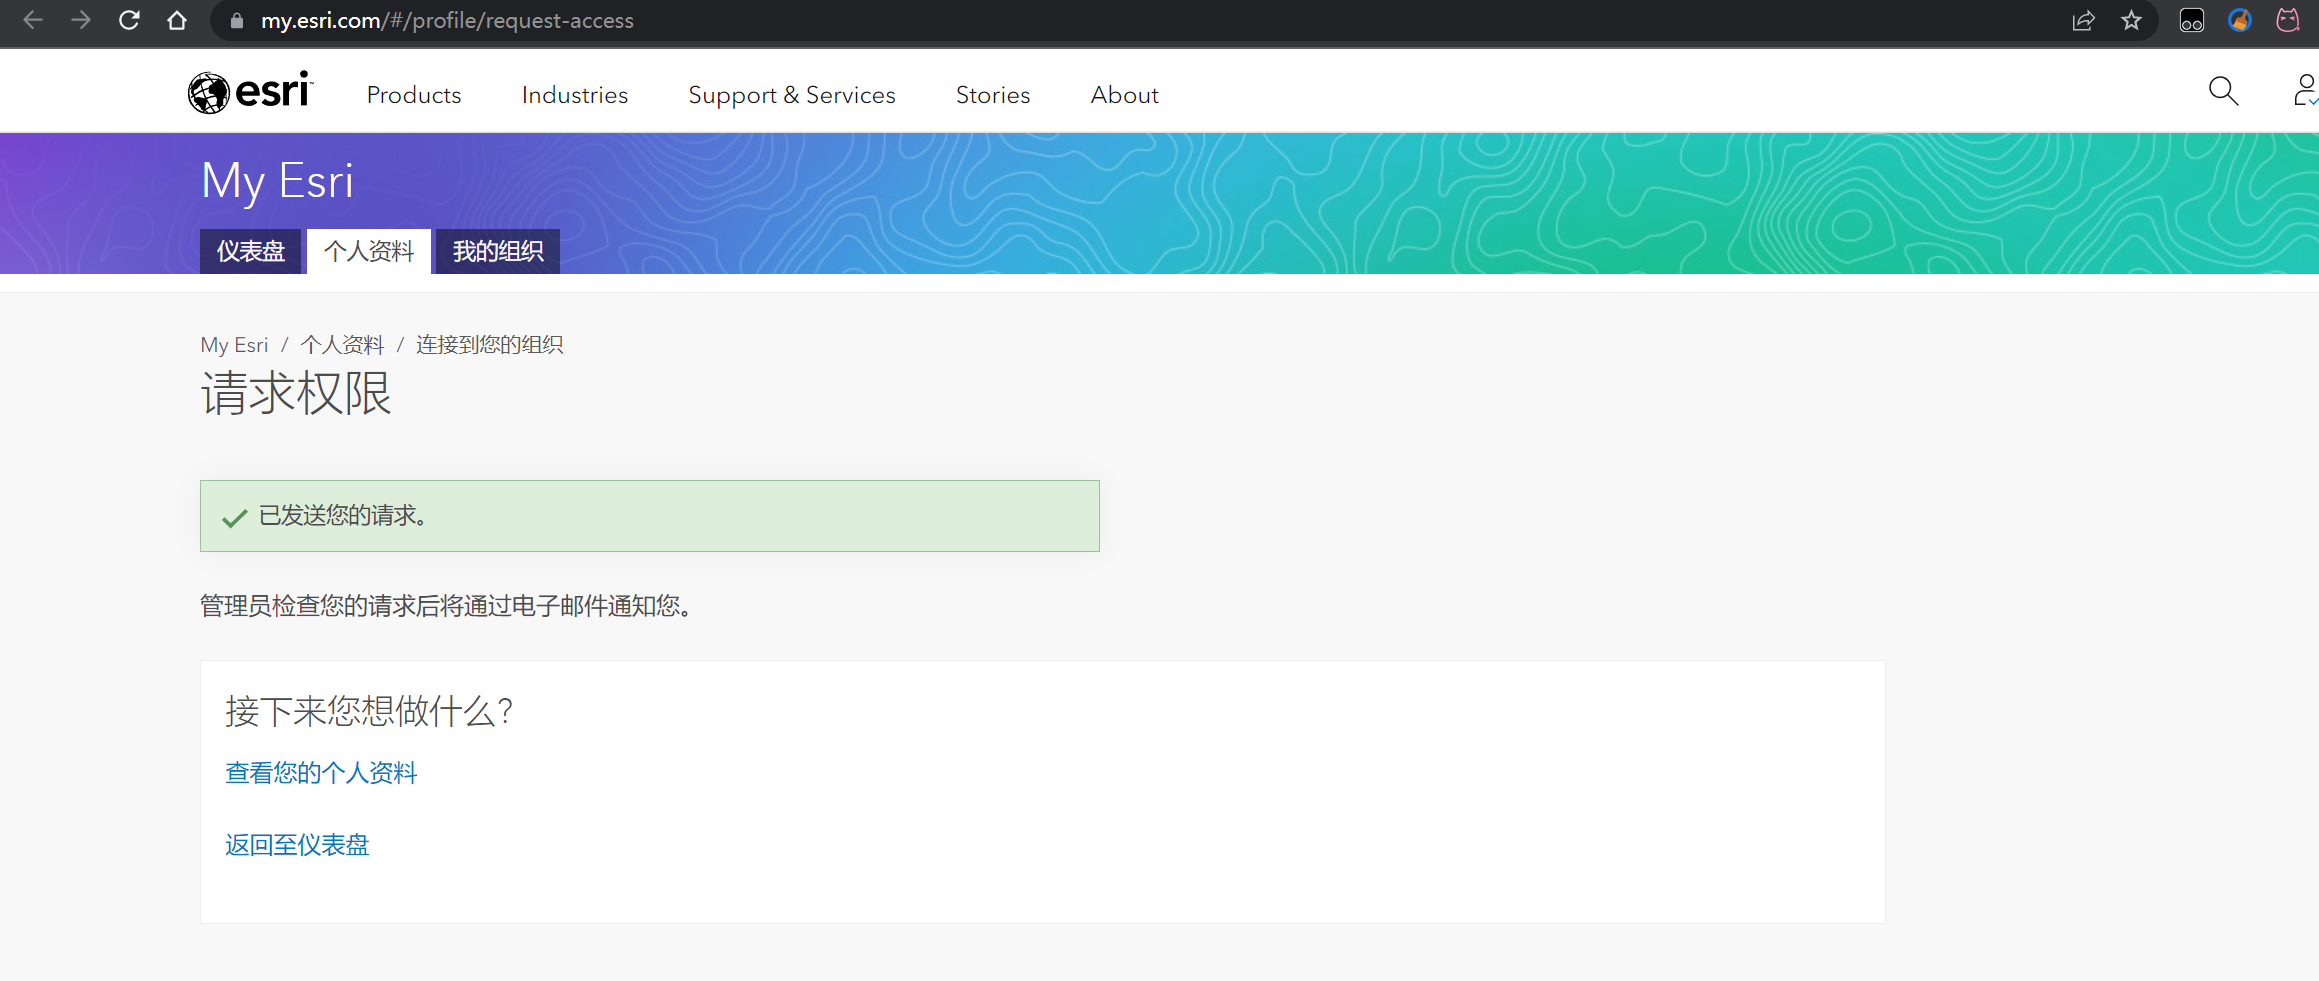 my.esri.com/#/profile/request-access
esri Products Industries Support & Services Stories About
My Esri
仪表盘 个人资料 我的组织
My Esri / 个人资料 / 连接到您的组织
请求权限
已发送您的请求。
管理员检查您的请求后将通过电子邮件通知您。
接下来您想做什么？
查看您的个人资料
返回至仪表盘